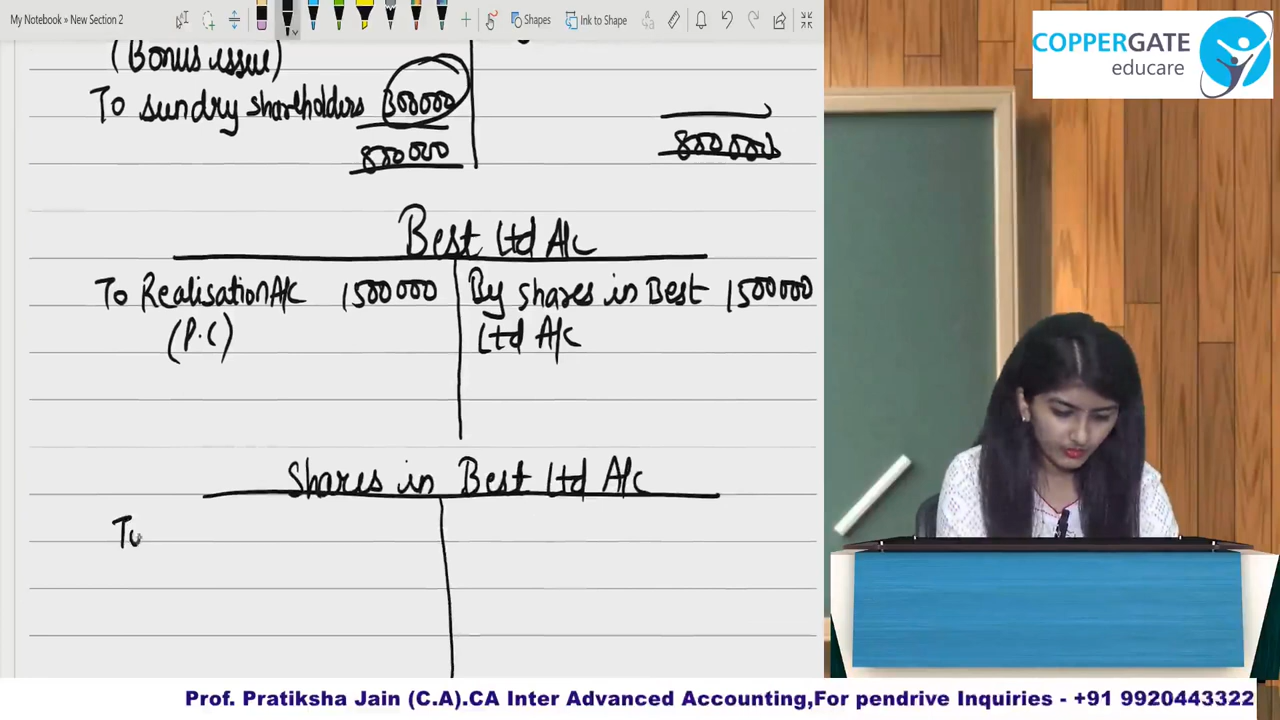 My Notebook » New Section 2
Shapes
Ink to Shape
COPPERGATE
educare
(Bonus issue)
To sundry shareholders 300000
800000
800000
Best Ltd A/c
To Realisation A/c 1500000 By shares in Best 1500000
(P.C) Ltd A/c
Shares in Best Ltd A/c
To
Prof. Pratiksha Jain (C.A).CA Inter Advanced Accounting,For pendrive Inquiries - +91 9920443322